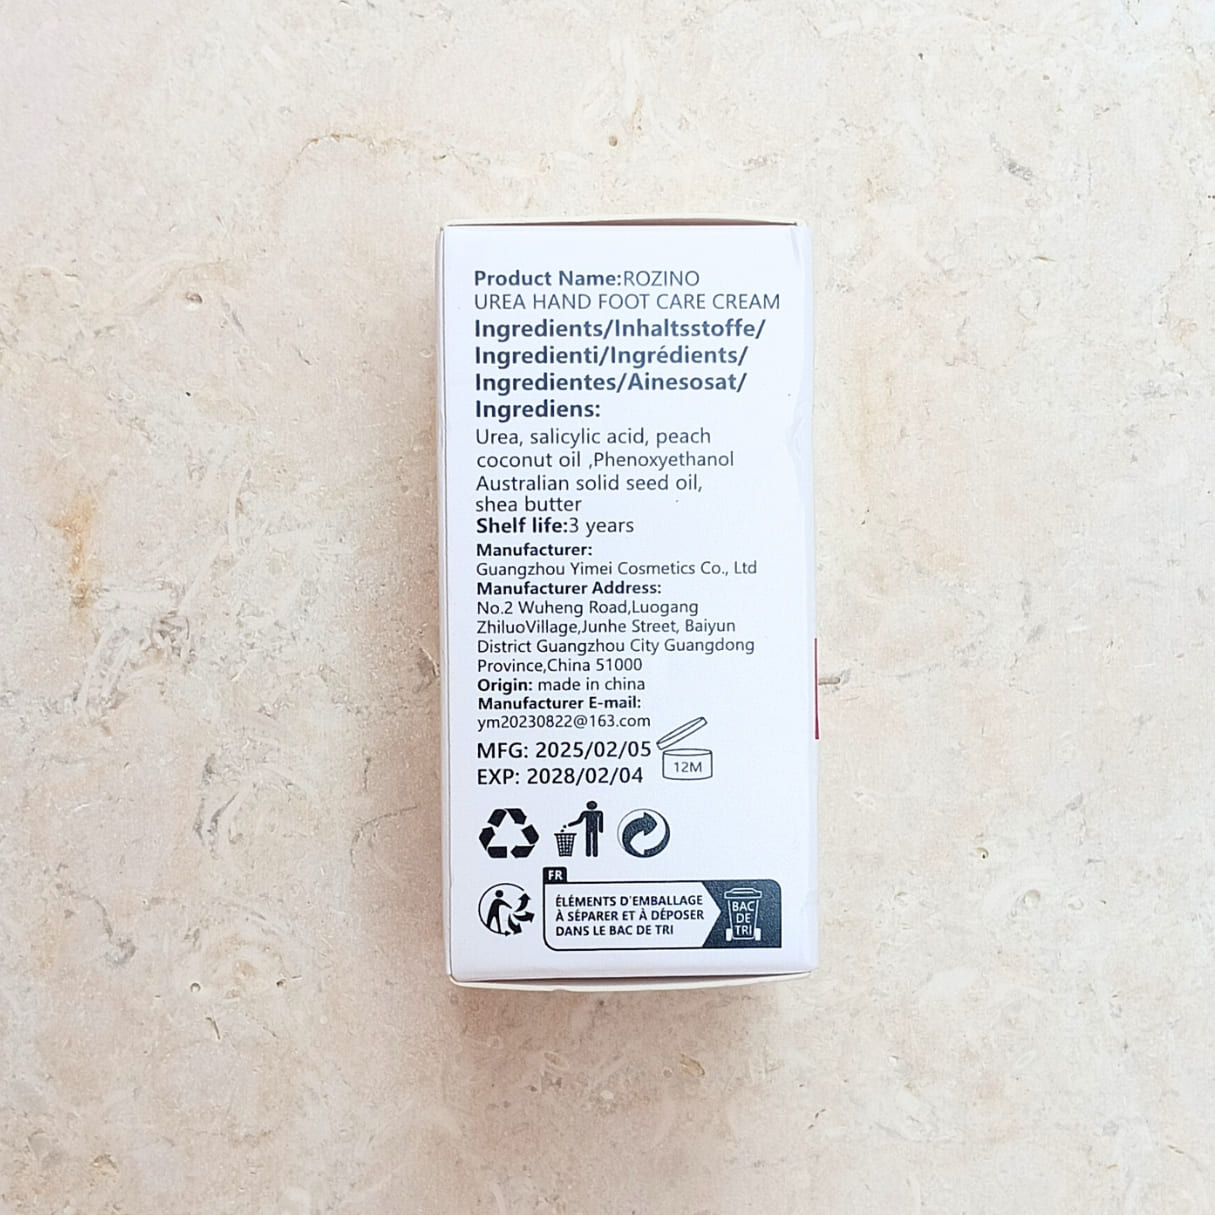 Product Name:ROZINO
UREA HAND FOOT CARE CREAM
Ingredients/Inhaltsstoffe/
Ingredienti/Ingrédients/
Ingredientes/Ainesosat/
Ingrediens:
Urea, salicylic acid, peach
coconut oil ,Phenoxyethanol
Australian solid seed oil,
shea butter
Shelf life:3 years
Manufacturer:
Guangzhou Yimei Cosmetics Co., Ltd
Manufacturer Address:
No.2 Wuheng Road,Luogang
ZhiluoVillage,Junhe Street, Baiyun
District Guangzhou City Guangdong
Province,China 51000
Origin: made in china
Manufacturer E-mail:
ym20230822@163.com
MFG: 2025/02/05
EXP: 2028/02/04
12M
FR
ÉLÉMENTS D'EMBALLAGE
À SÉPARER ET À DÉPOSER
DANS LE BAC DE TRI
BAC
DE
TRI